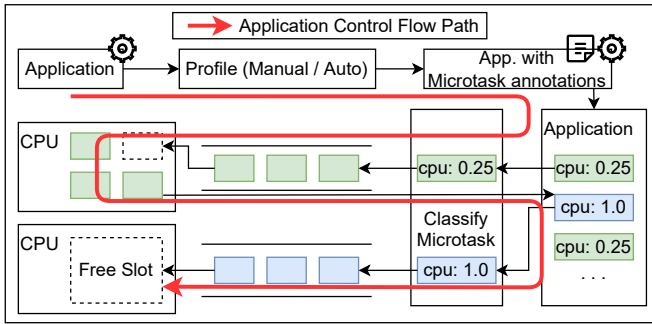 Application Control Flow Path
Application
Profile (Manual / Auto)
App. with
Microtask annotations
CPU
Application
cpu: 0.25
cpu: 0.25
cpu: 1.0
Classify
Microtask
CPU
Free Slot
cpu: 1.0
cpu: 0.25
. . .